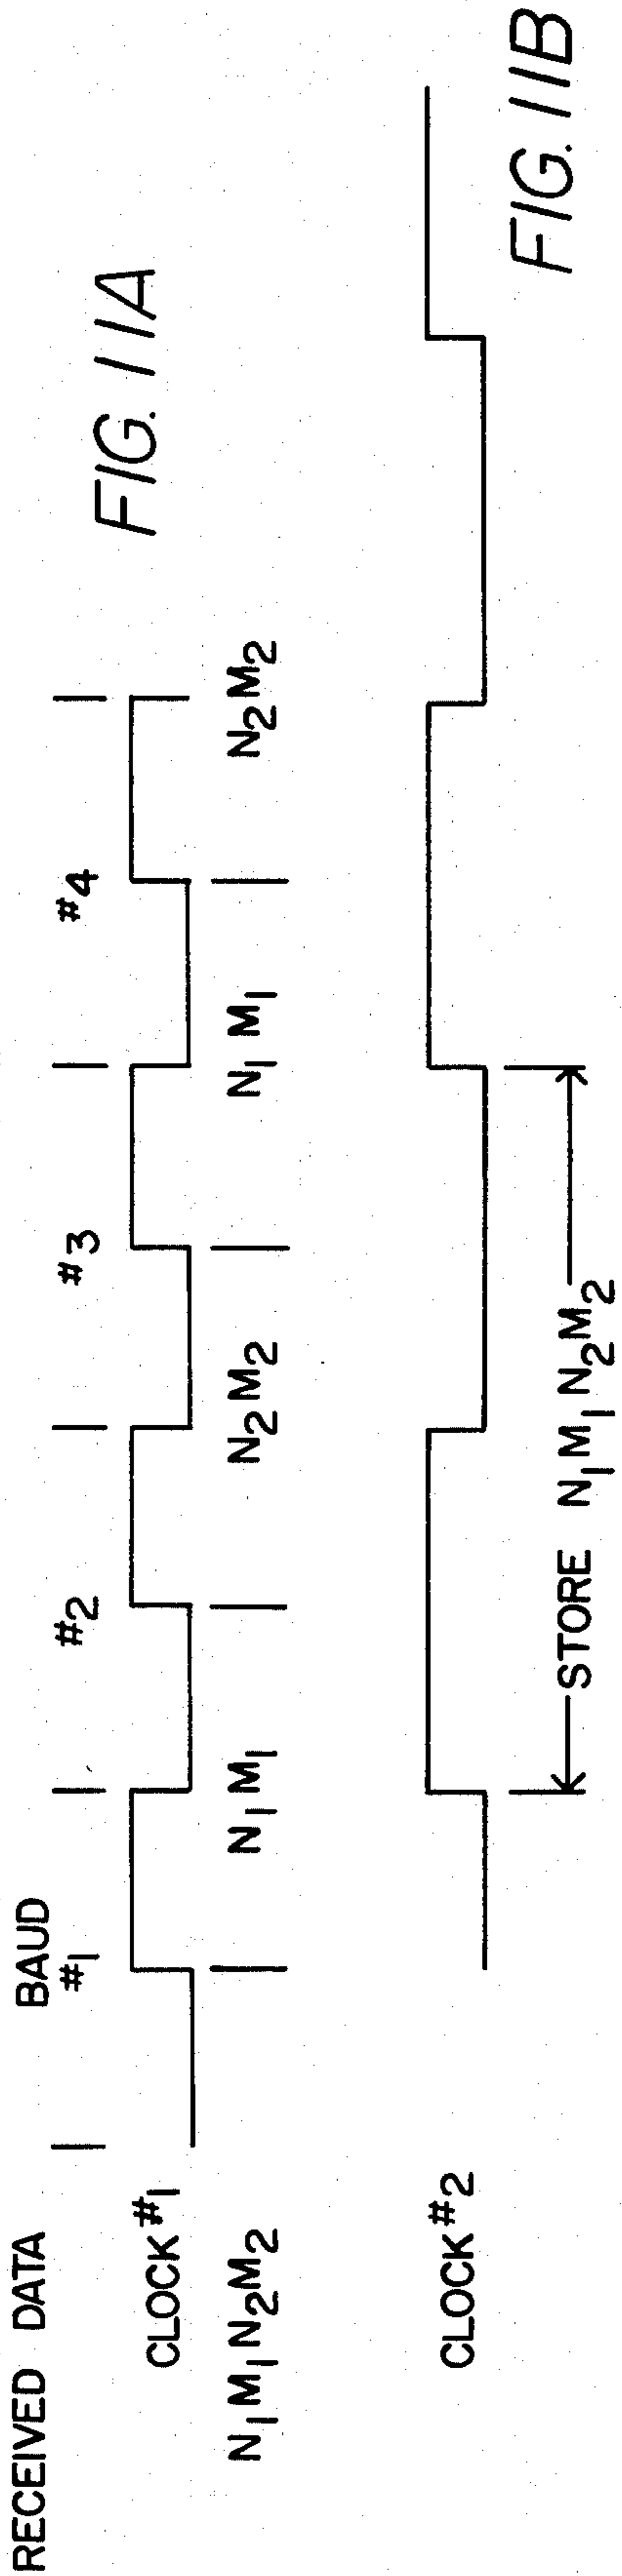 RECEIVED DATA
BAUD
#1 #2 #3 #4
CLOCK #1
FIG. 11A
N₁M₁N₂M₂ N₁M₁ N₂M₂ N₁M₁ N₂M₂
CLOCK #2
STORE N₁M₁N₂M₂
FIG. 11B